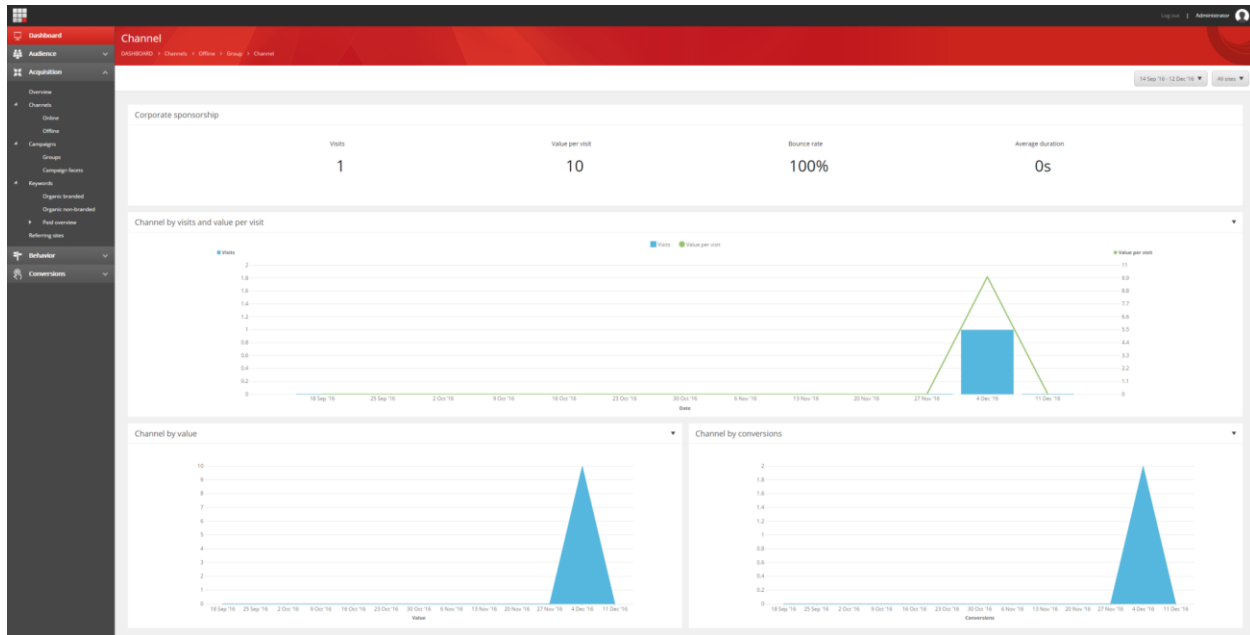 Log out | Administrator
Dashboard
Audience
Acquisition
Overview
Channels
Online
Offline
Campaigns
Groups
Campaign facets
Keywords
Organic branded
Organic non-branded
Paid overview
Referring sites
Behavior
Conversions
Channel
DASHBOARD > Channels > Offline > Group > Channel
14 Sep '16 - 12 Dec '16
All sites
Corporate sponsorship
Visits Value per visit Bounce rate Average duration
1 10 100% 0s
Channel by visits and value per visit
Visits Value per visit
Visits Value per visit
2 11
1.8 9.9
1.6 8.8
1.4 7.7
1.2 6.6
1 5.5
0.8 4.4
0.6 3.3
0.4 2.2
0.2 1.1
0 0
18 Sep '16 25 Sep '16 2 Oct '16 9 Oct '16 16 Oct '16 23 Oct '16 30 Oct '16 6 Nov '16 13 Nov '16 20 Nov '16 27 Nov '16 4 Dec '16 11 Dec '16
Date
Channel by value
10
9
8
7
6
5
4
3
2
1
0
18 Sep '16 25 Sep '16 2 Oct '16 9 Oct '16 16 Oct '16 23 Oct '16 30 Oct '16 6 Nov '16 13 Nov '16 20 Nov '16 27 Nov '16 4 Dec '16 11 Dec '16
Value
Channel by conversions
2
1.8
1.6
1.4
1.2
1
0.8
0.6
0.4
0.2
0
18 Sep '16 25 Sep '16 2 Oct '16 9 Oct '16 16 Oct '16 23 Oct '16 30 Oct '16 6 Nov '16 13 Nov '16 20 Nov '16 27 Nov '16 4 Dec '16 11 Dec '16
Conversions